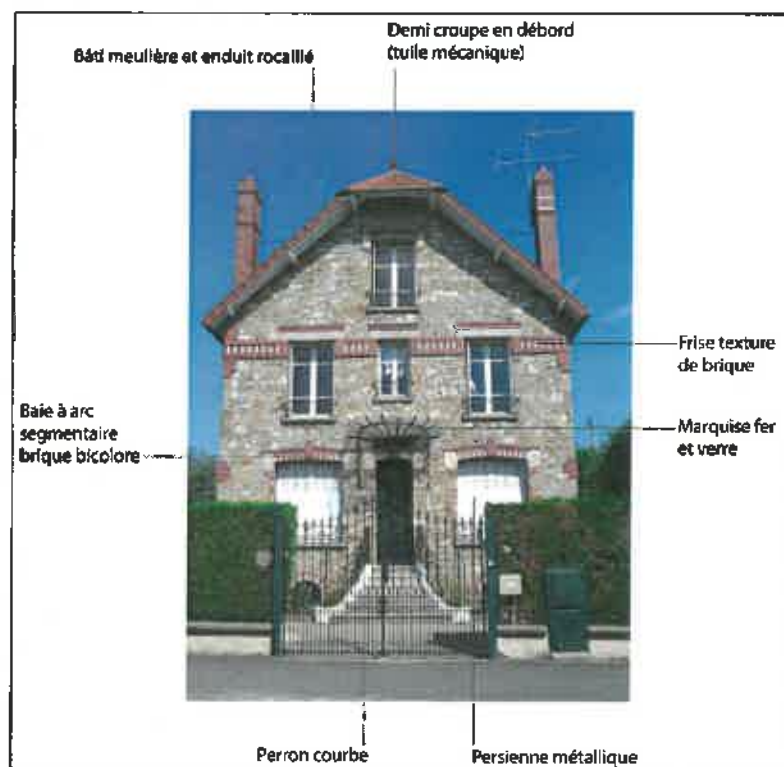 Demi croupe en débord
(tuile mécanique)
Bâti meulière et enduit rocaillé
Frise texture
de brique
Baie à arc
segmentaire
brique bicolore
Marquise fer
et verre
Perron courbe
Persienne métallique